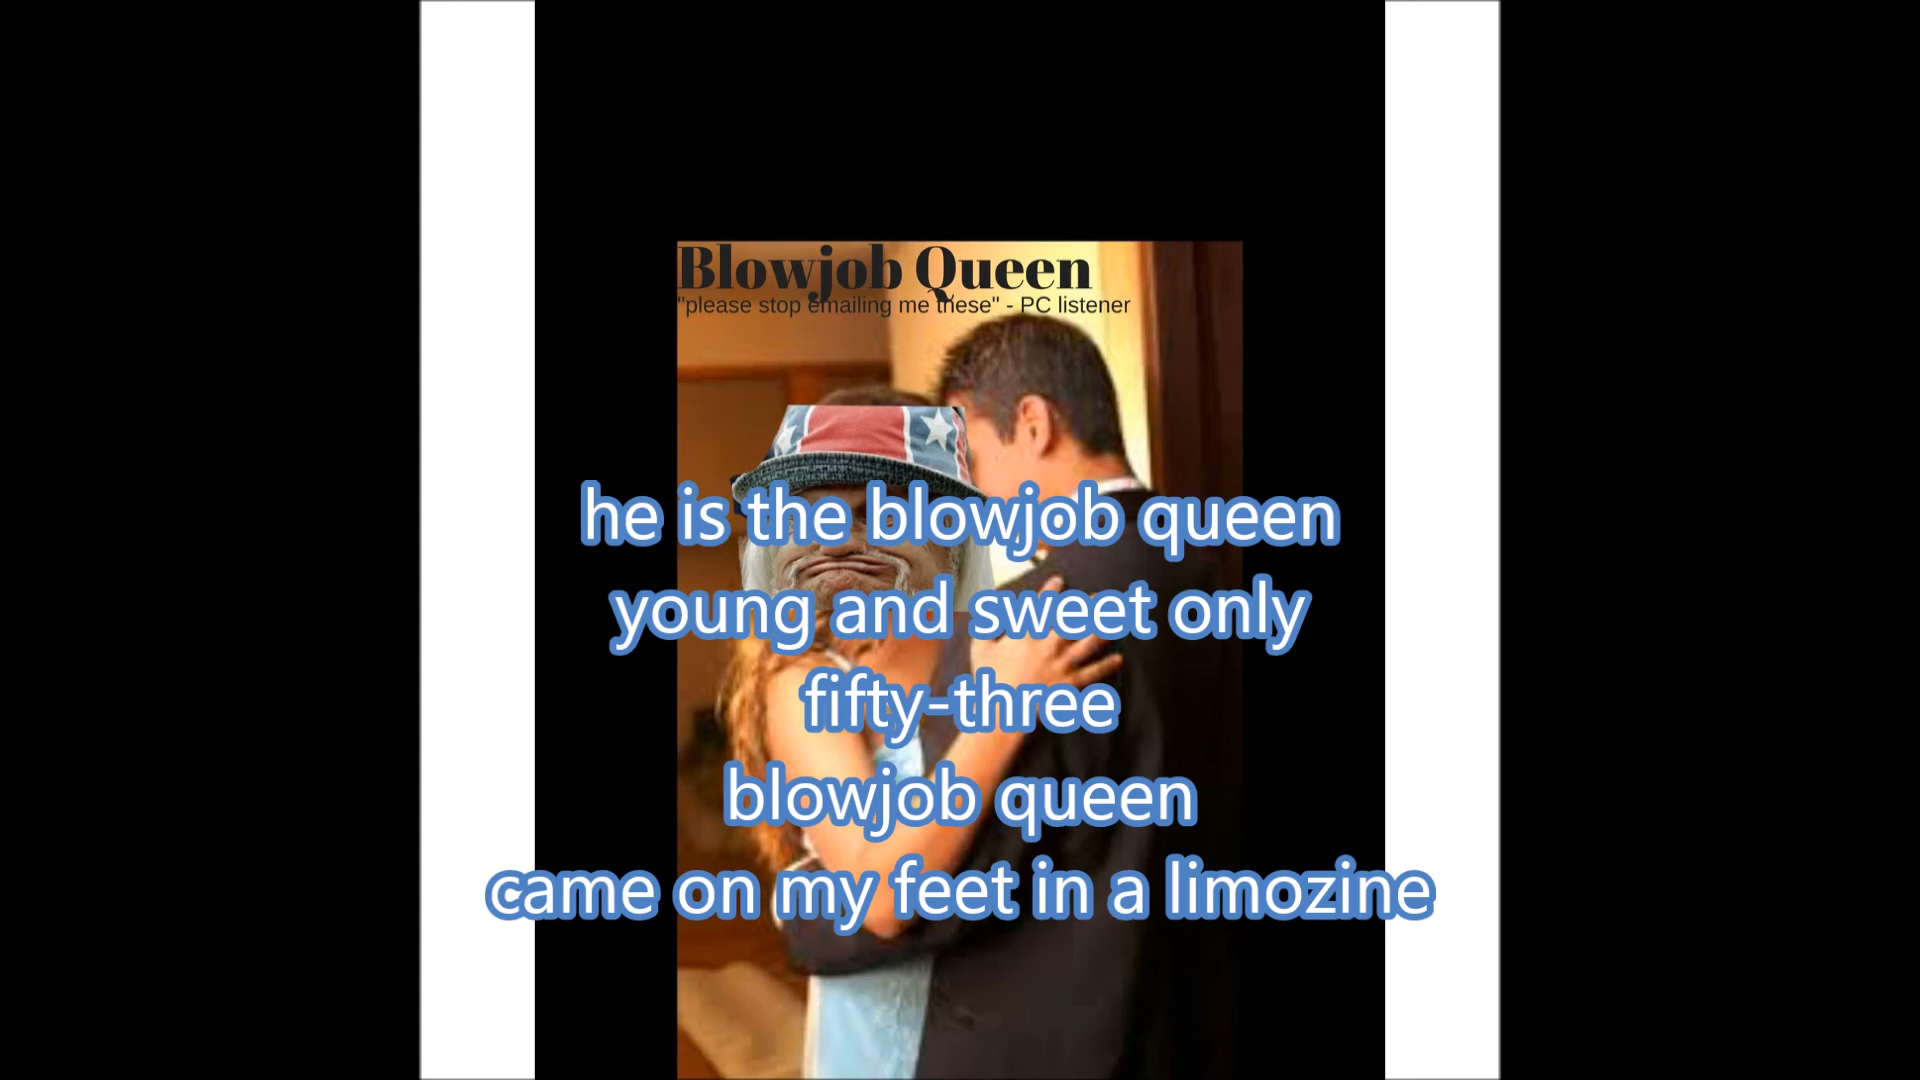 Blowjob Queen
"please stop emailing me these" - PC listener
he is the blowjob queen
young and sweet only
fifty-three
blowjob queen
came on my feet in a limozine